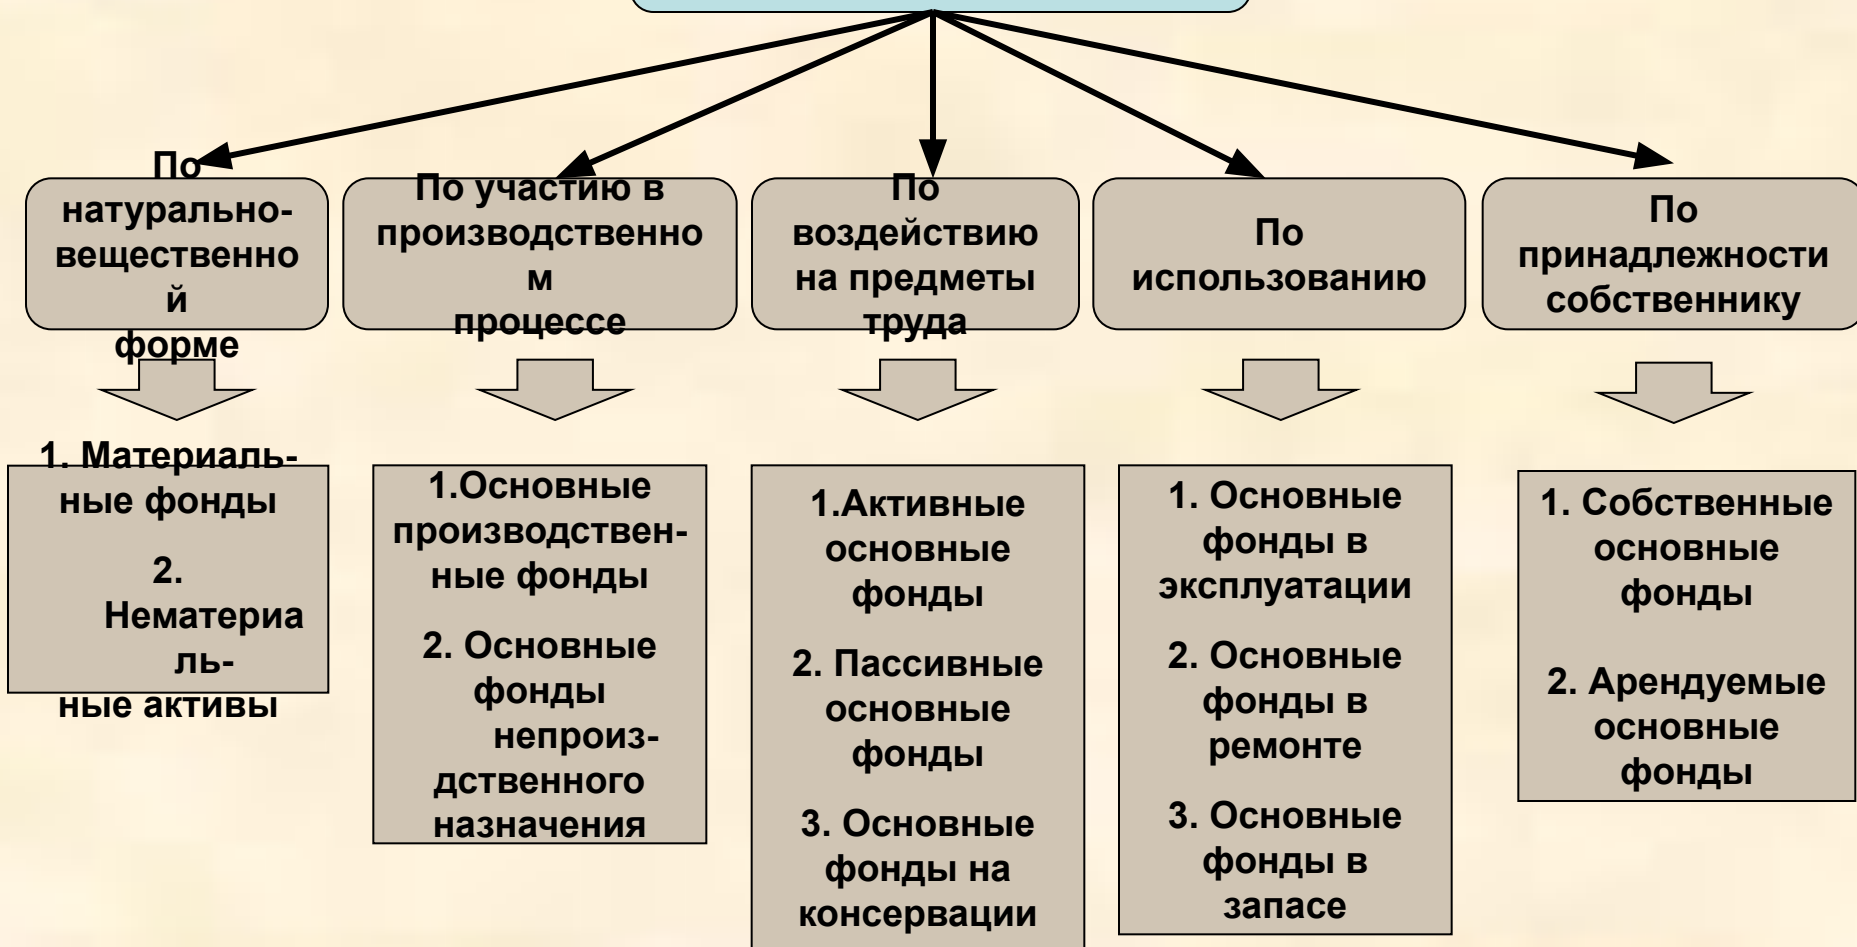 По
натурально-
вещественно
й
форме
По участию в
производственно
м
процессе
По
воздействию
на предметы
труда
По
использованию
По
принадлежности
собственнику
1. Материаль-
ные фонды
2.
Нематериа
ль-
ные активы
1.Основные
производствен-
ные фонды
2. Основные
фонды
непроиз-
дственного
назначения
1.Активные
основные
фонды
2. Пассивные
основные
фонды
3. Основные
фонды на
консервации
1. Основные
фонды в
эксплуатации
2. Основные
фонды в
ремонте
3. Основные
фонды в
запасе
1. Собственные
основные
фонды
2. Арендуемые
основные
фонды